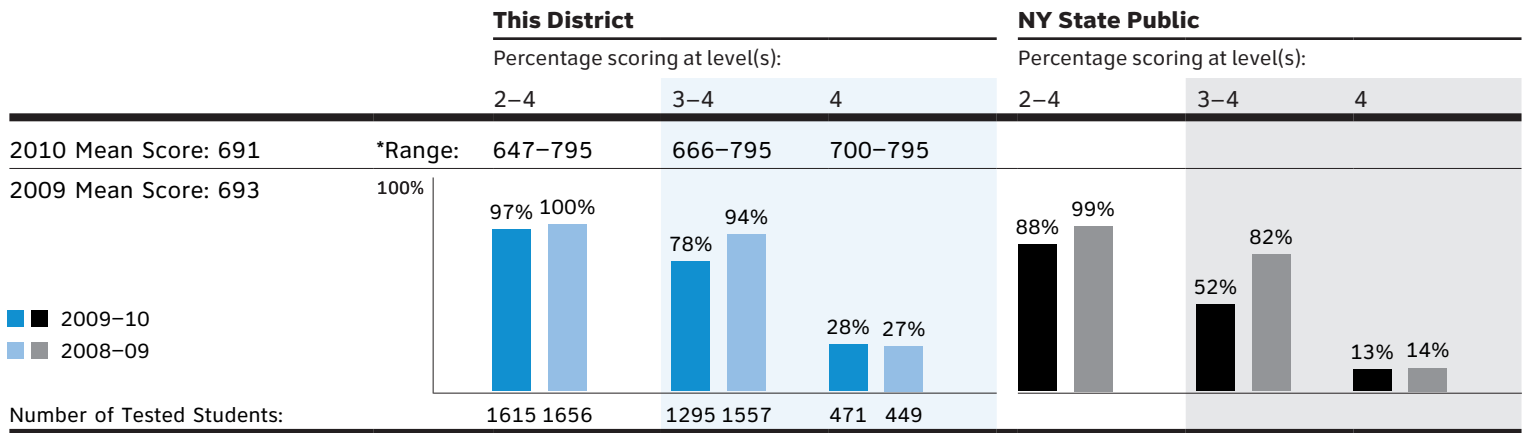 This District NY State Public
Percentage scoring at level(s): Percentage scoring at level(s):
2–4 3–4 4 2–4 3–4 4
2010 Mean Score: 691 *Range: 647–795 666–795 700–795
2009 Mean Score: 693 100%
97% 100% 78% 94% 28% 27% 88% 99% 52% 82% 13% 14%
2009–10
2008–09
Number of Tested Students: 1615 1656 1295 1557 471 449